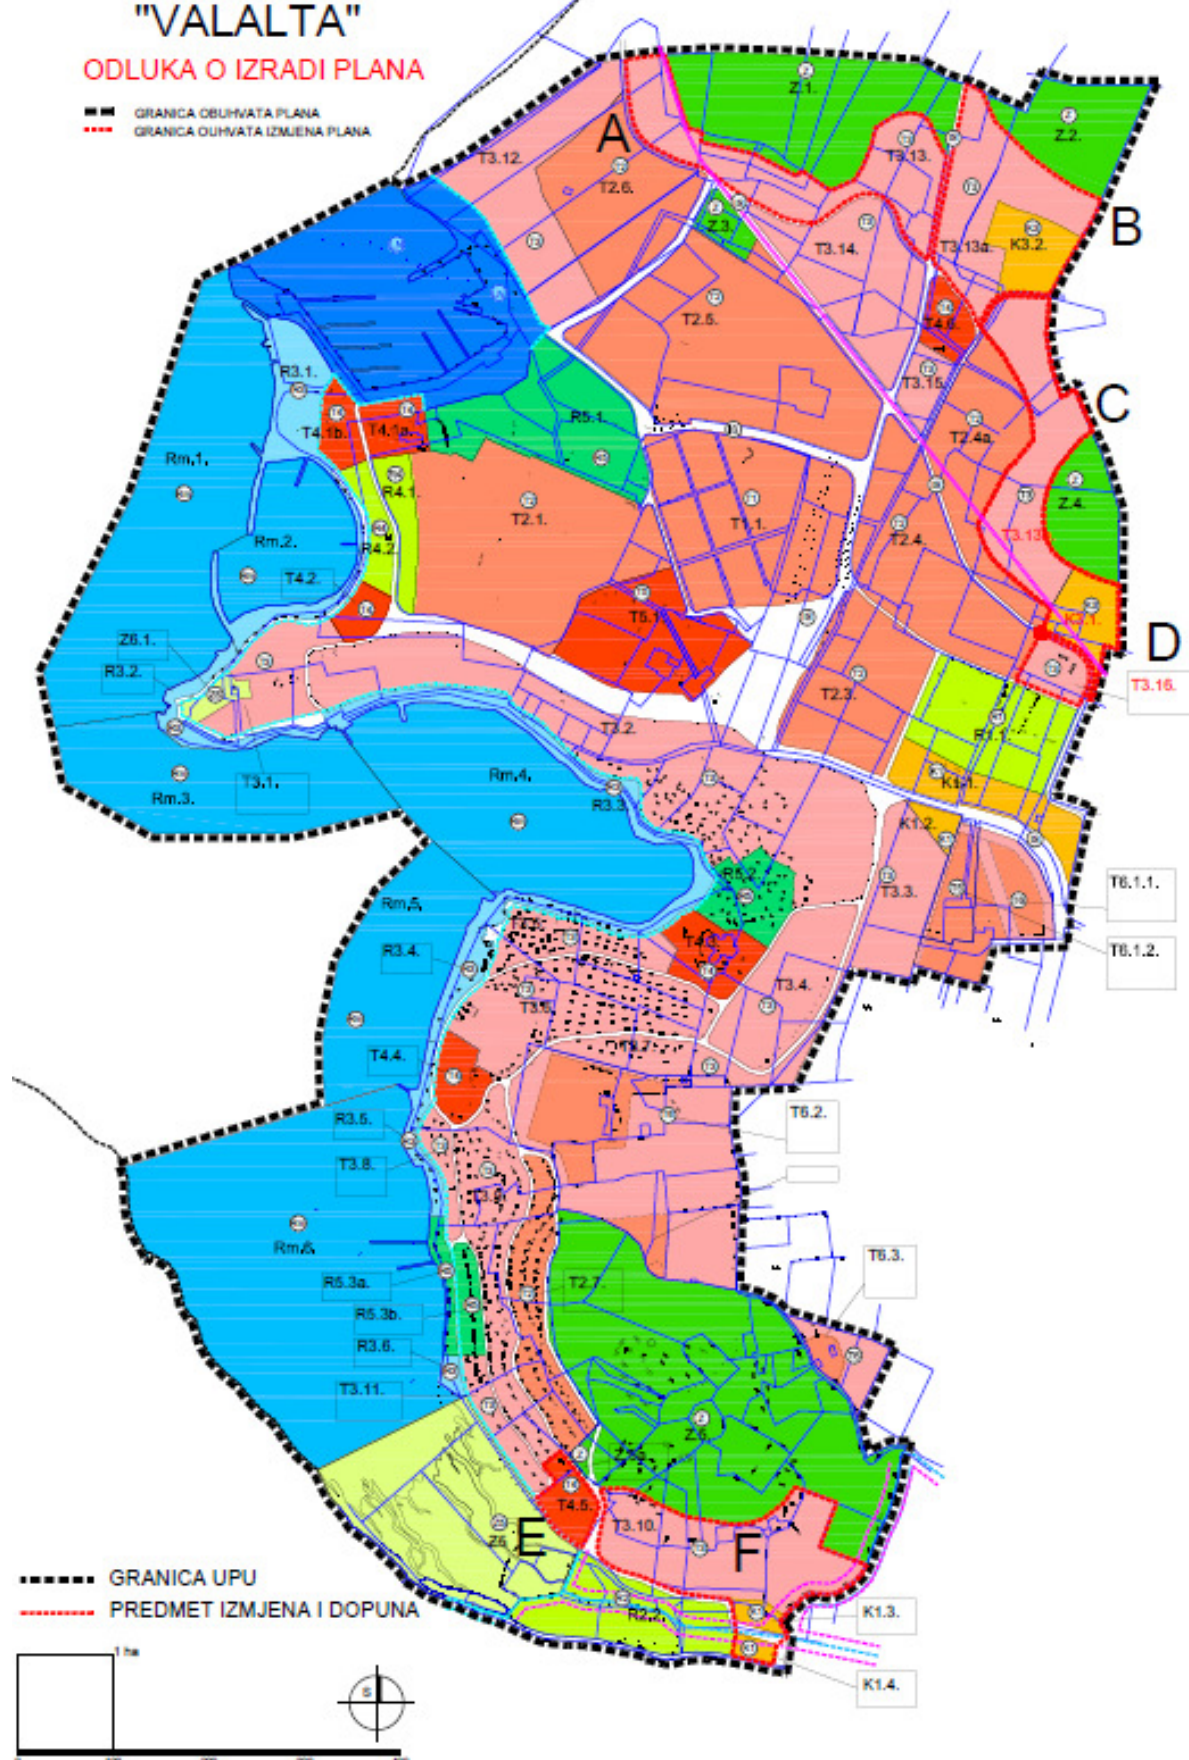 "VALALTA"
ODLUKA O IZRADI PLANA
GRANICA OBUHVATA PLANA
GRANICA OUHVATA IZMJENA PLANA
A
Z.1.
Z.2.
T3.12.
T2.6.
T3.13.
B
Z.3.
T3.14.
T3.13a.
K3.2.
T2.5.
T4.6.
R3.1.
T3.15.
C
T4.1b.
T4.1a.
R5.1.
T2.4a.
Rm.1.
R4.1.
T2.1.
T1.1.
Z.4.
Rm.2.
R4.2.
T2.4.
T4.2.
Z6.1.
D
R3.2.
T2.3.
T3.16.
T3.2.
R1.1.
Rm.3.
T3.1.
Rm.4.
R3.3.
K1.1.
K1.2.
R5.2.
T3.3.
T6.1.1.
Rm.5.
T6.1.2.
R3.4.
T4.3.
T3.4.
T3.6.
T4.4.
R3.5.
T6.2.
T3.8.
T3.9.
Rm.6.
T6.3.
R5.3a.
T2.7.
R5.3b.
R3.6.
T3.11.
Z.6.
T4.5.
E
T3.10.
F
GRANICA UPU
PREDMET IZMJENA I DOPUNA
R2.2.
K1.3.
1 ha
S
K1.4.